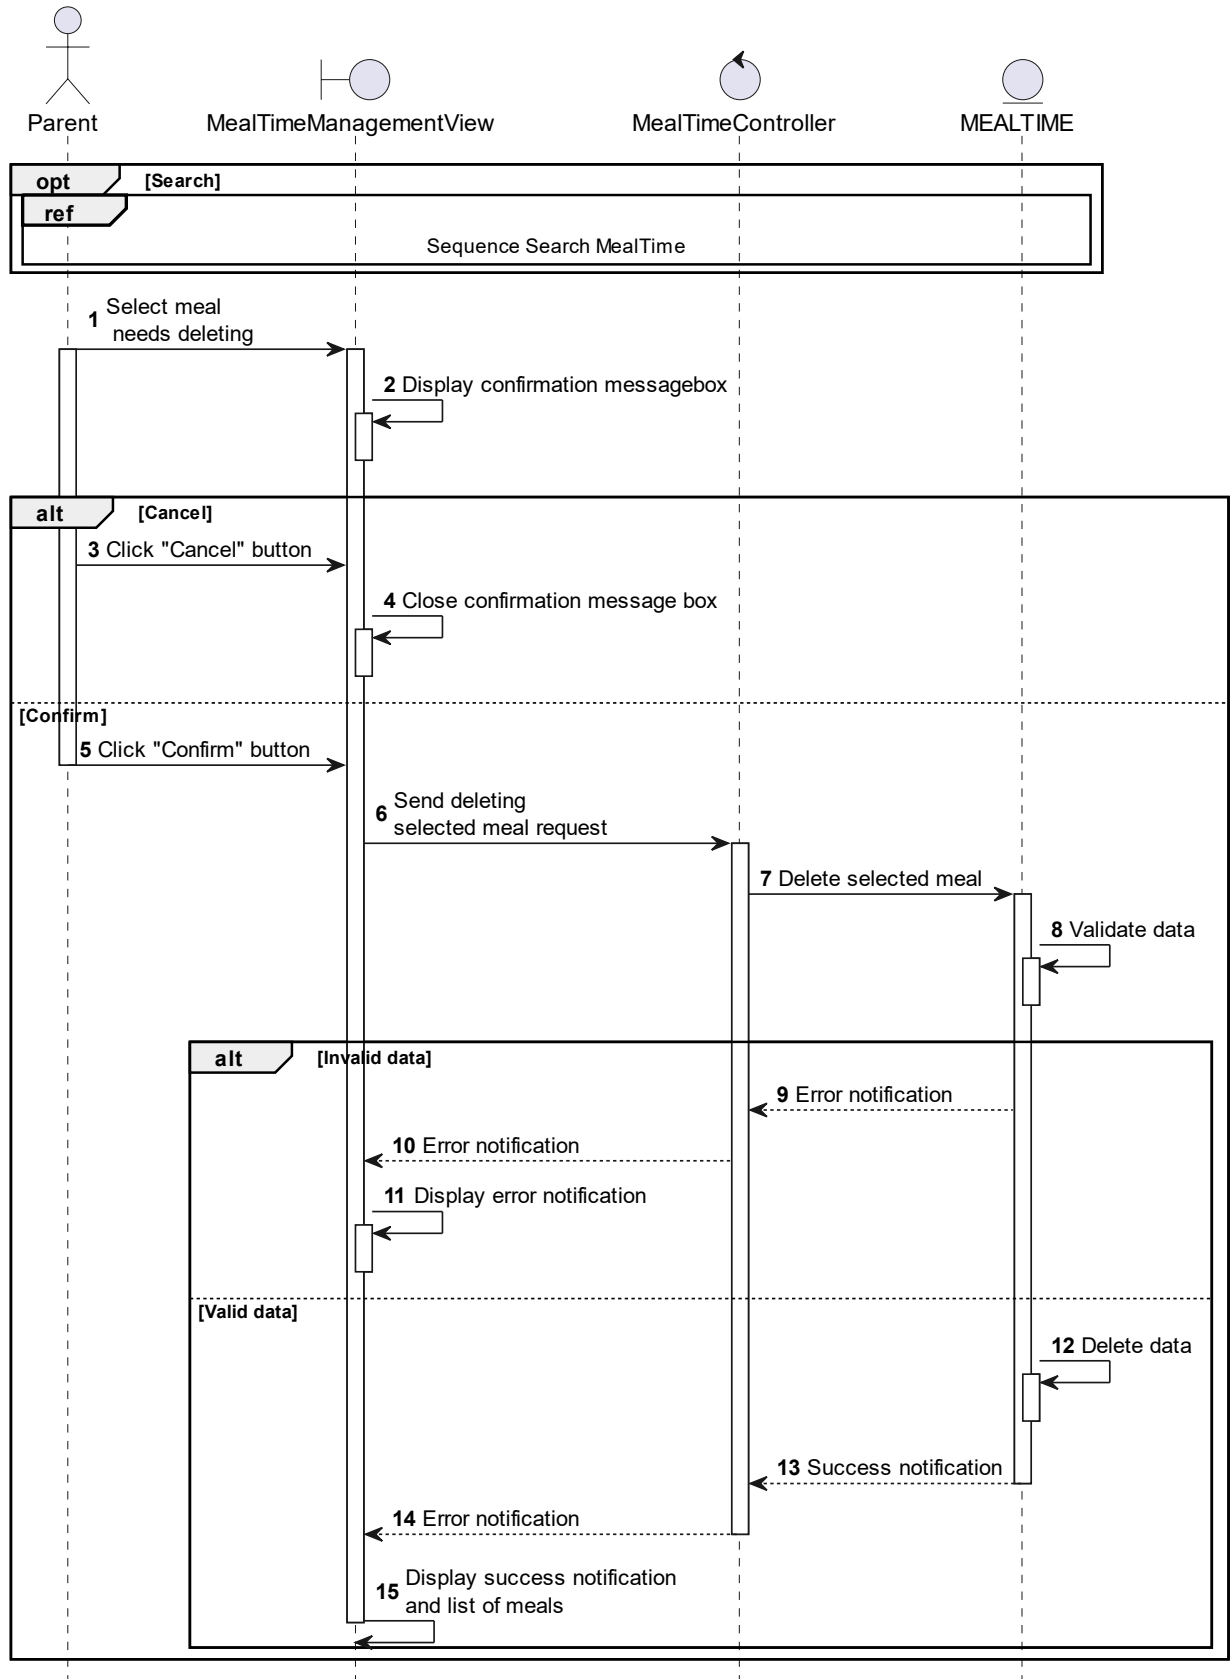 Parent
MealTimeManagementView
MealTimeController
MEALTIME
opt
[Search]
ref
Sequence Search MealTime
1 Select meal
needs deleting
2 Display confirmation messagebox
alt
[Cancel]
3 Click "Cancel" button
4 Close confirmation message box
[Confirm]
5 Click "Confirm" button
6 Send deleting
selected meal request
7 Delete selected meal
8 Validate data
alt
[Invalid data]
9 Error notification
10 Error notification
11 Display error notification
[Valid data]
12 Delete data
13 Success notification
14 Error notification
15 Display success notification
and list of meals